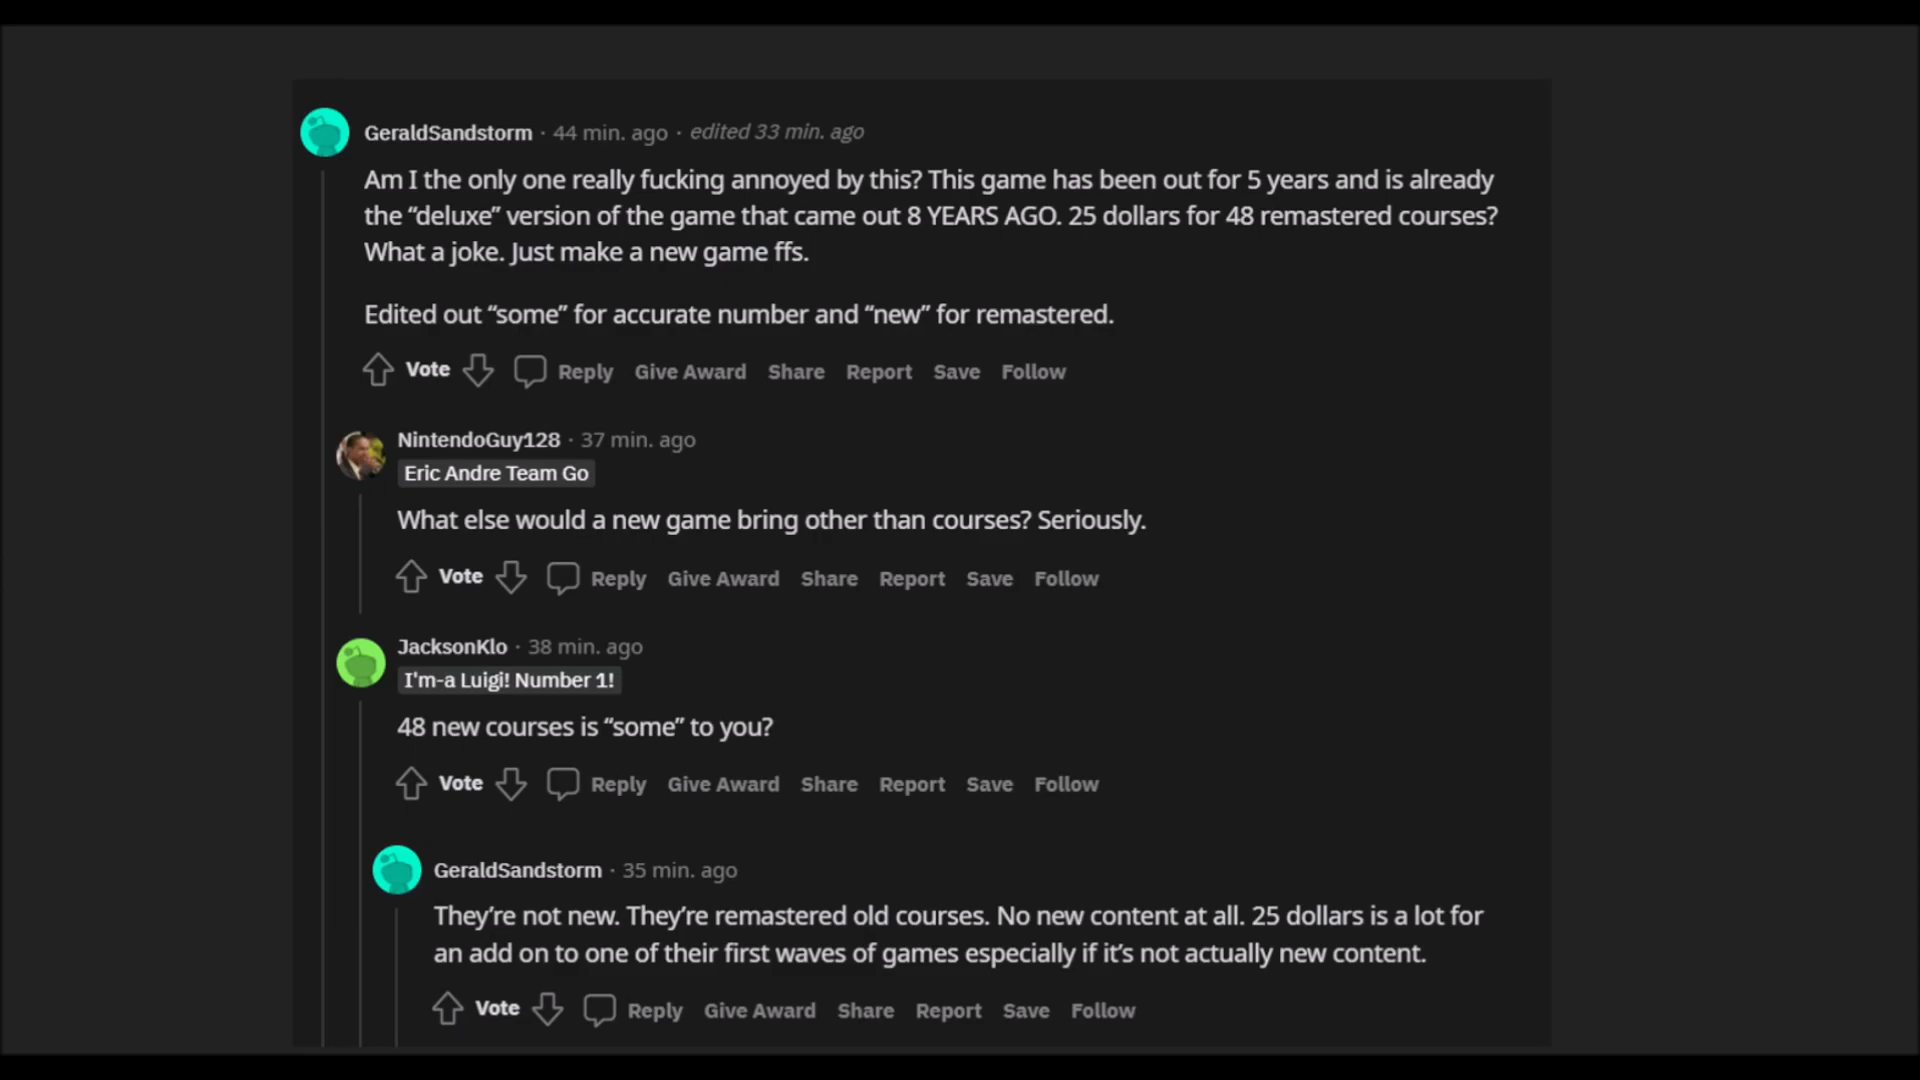 GeraldSandstorm · 44 min. ago · edited 33 min. ago
Am I the only one really fucking annoyed by this? This game has been out for 5 years and is already
the “deluxe” version of the game that came out 8 YEARS AGO. 25 dollars for 48 remastered courses?
What a joke. Just make a new game ffs.
Edited out “some” for accurate number and “new” for remastered.
Vote Reply Give Award Share Report Save Follow
NintendoGuy128 · 37 min. ago
Eric Andre Team Go
What else would a new game bring other than courses? Seriously.
Vote Reply Give Award Share Report Save Follow
JacksonKlo · 38 min. ago
I'm-a Luigi! Number 1!
48 new courses is “some” to you?
Vote Reply Give Award Share Report Save Follow
GeraldSandstorm · 35 min. ago
They’re not new. They’re remastered old courses. No new content at all. 25 dollars is a lot for
an add on to one of their first waves of games especially if it’s not actually new content.
Vote Reply Give Award Share Report Save Follow